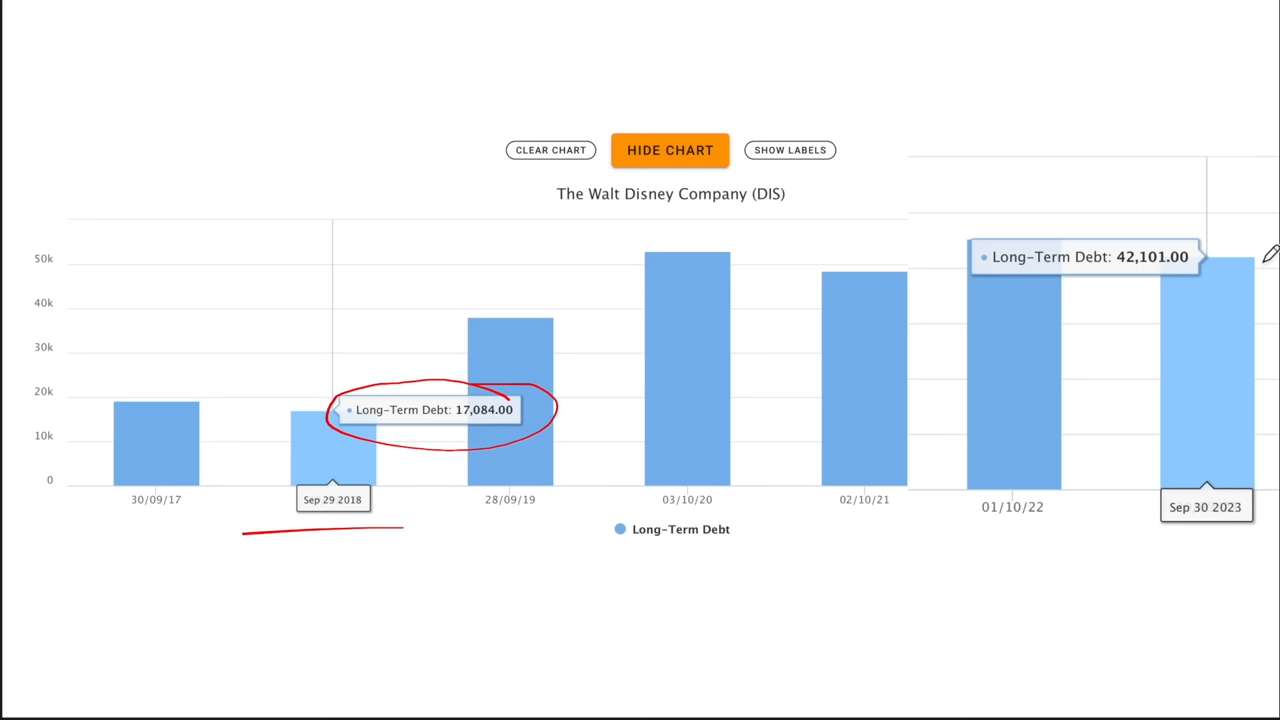 CLEAR CHART
HIDE CHART
SHOW LABELS
The Walt Disney Company (DIS)
50k
40k
30k
20k
10k
0
Long-Term Debt: 17,084.00
Long-Term Debt: 42,101.00
30/09/17
Sep 29 2018
28/09/19
03/10/20
02/10/21
01/10/22
Sep 30 2023
Long-Term Debt